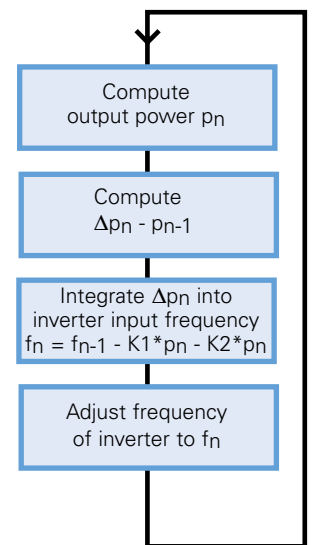 Compute
output power pn
Compute
Δpn - pn-1
Integrate Δpn into
inverter input frequency
fn = fn-1 - K1*pn - K2*pn
Adjust frequency
of inverter to fn